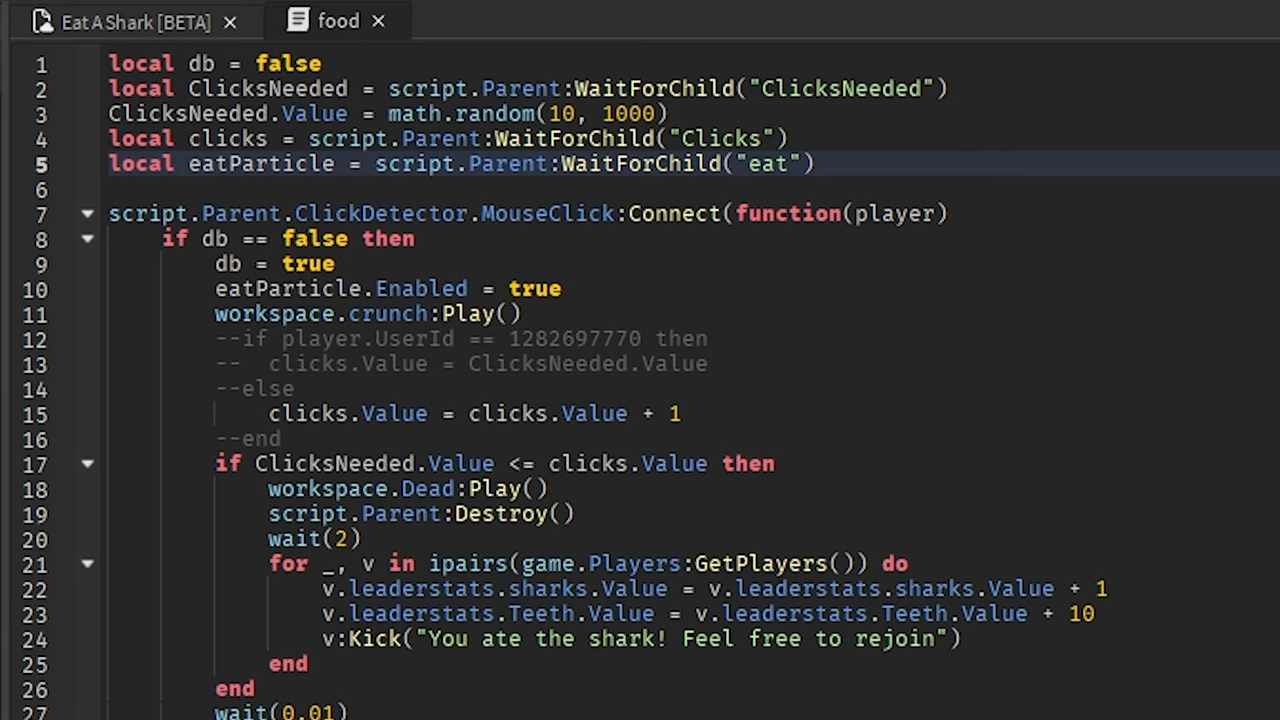 Eat A Shark [BETA] × food ×
1 local db = false
2 local ClicksNeeded = script.Parent:WaitForChild("ClicksNeeded")
3 ClicksNeeded.Value = math.random(10, 1000)
4 local clicks = script.Parent:WaitForChild("Clicks")
5 local eatParticle = script.Parent:WaitForChild("eat")
6
7 script.Parent.ClickDetector.MouseClick:Connect(function(player)
8 if db == false then
9 db = true
10 eatParticle.Enabled = true
11 workspace.crunch:Play()
12 --if player.UserId == 1282697770 then
13 --  clicks.Value = ClicksNeeded.Value
14 --else
15 clicks.Value = clicks.Value + 1
16 --end
17 if ClicksNeeded.Value <= clicks.Value then
18 workspace.Dead:Play()
19 script.Parent:Destroy()
20 wait(2)
21 for _, v in ipairs(game.Players:GetPlayers()) do
22 v.leaderstats.sharks.Value = v.leaderstats.sharks.Value + 1
23 v.leaderstats.Teeth.Value = v.leaderstats.Teeth.Value + 10
24 v:Kick("You ate the shark! Feel free to rejoin")
25 end
26 end
27 wait(0.01)